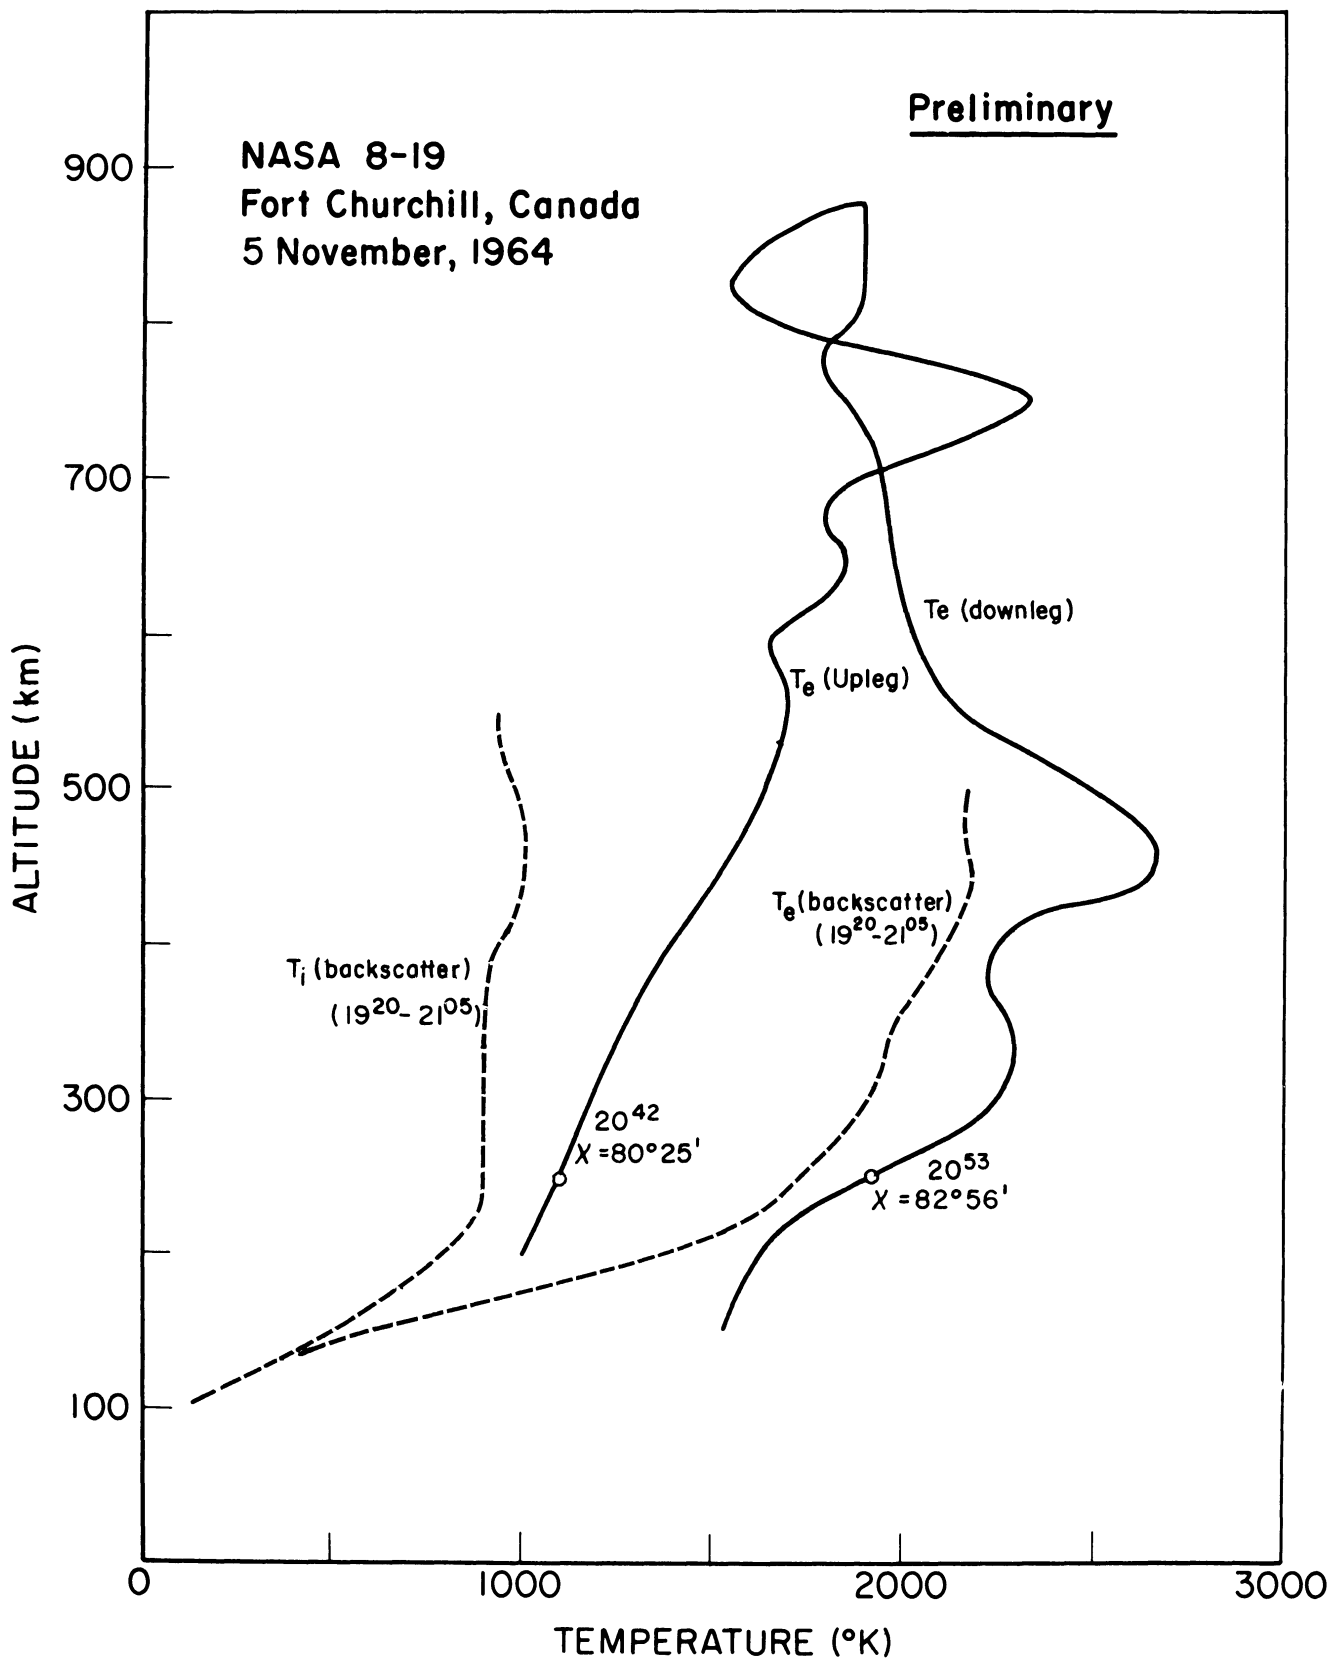 Preliminary
NASA 8-19
Fort Churchill, Canada
5 November, 1964
900
700
500
300
100
ALTITUDE (km)
Te (downleg)
Te (Upleg)
Te (backscatter)
(19²⁰-21⁰⁵)
Ti (backscatter)
(19²⁰-21⁰⁵)
20⁴²
χ=80°25'
20⁵³
χ=82°56'
0
1000
2000
3000
TEMPERATURE (°K)